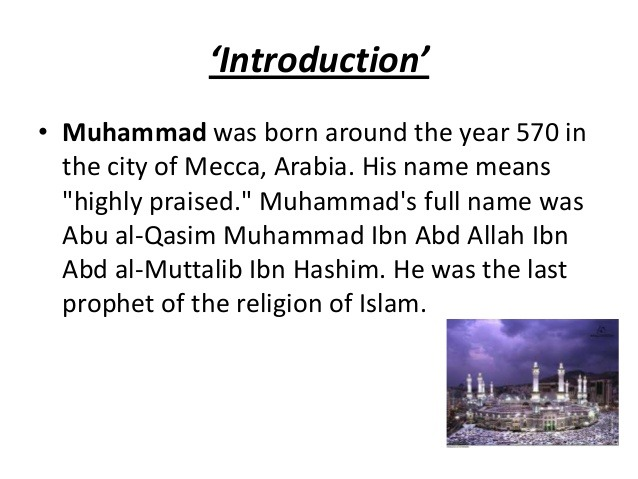 ‘Introduction’
• Muhammad was born around the year 570 in
the city of Mecca, Arabia. His name means
"highly praised." Muhammad's full name was
Abu al-Qasim Muhammad Ibn Abd Allah Ibn
Abd al-Muttalib Ibn Hashim. He was the last
prophet of the religion of Islam.